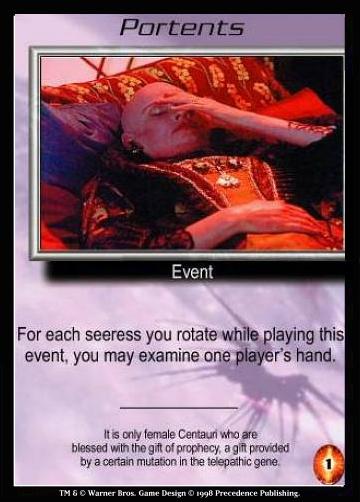 Portents
Event
For each seeress you rotate while playing this
event, you may examine one player's hand.
It is only female Centauri who are
blessed with the gift of prophecy, a gift provided
by a certain mutation in the telepathic gene.
1
TM & © Warner Bros. Game Design © 1998 Precedence Publishing.